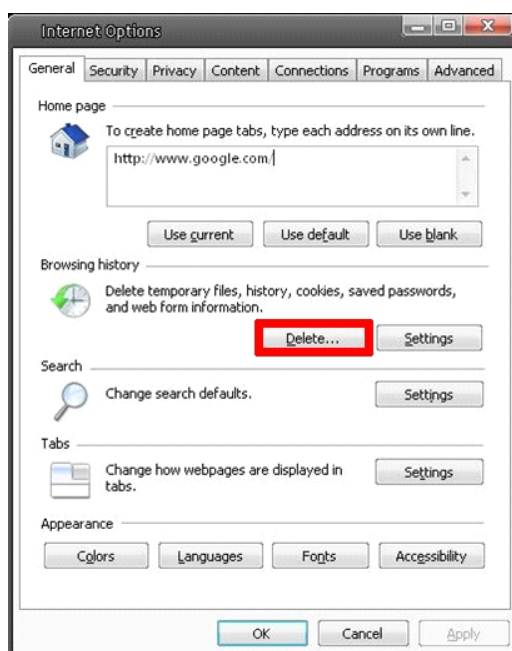 Internet Options
General Security Privacy Content Connections Programs Advanced
Home page
To create home page tabs, type each address on its own line.
http://www.google.com/
Use current Use default Use blank
Browsing history
Delete temporary files, history, cookies, saved passwords,
and web form information.
Delete... Settings
Search
Change search defaults.
Settings
Tabs
Change how webpages are displayed in
tabs.
Settings
Appearance
Colors Languages Fonts Accessibility
OK Cancel Apply